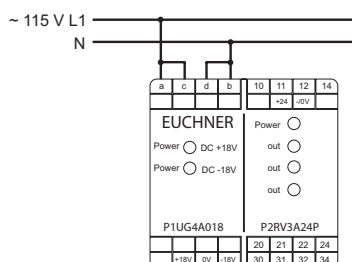 ~ 115 V L1
N
a c d b 10 11 12 14
+24 -/0V
EUCHNER Power
Power DC +18V out
Power DC -18V out
out
P1UG4A018 P2RV3A24P
20 21 22 24
+18V 0V -18V 30 31 32 34